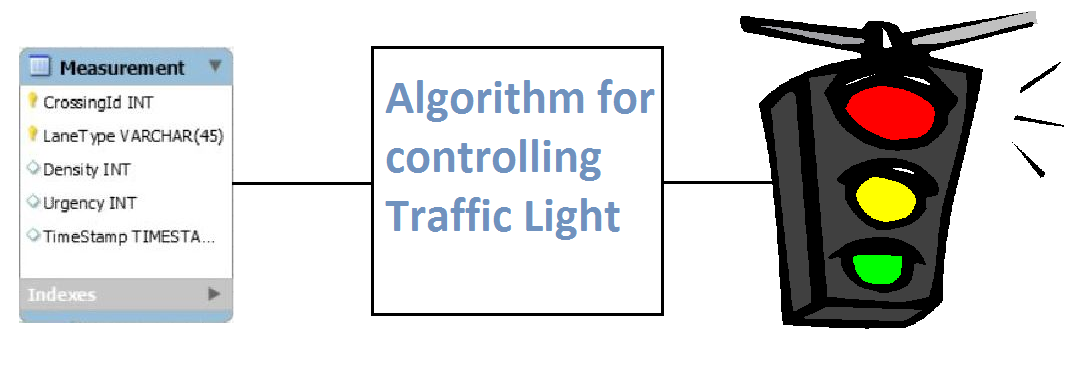 Measurement
CrossingId INT
LaneType VARCHAR(45)
Density INT
Urgency INT
TimeStamp TIMESTA...
Indexes
Algorithm for
controlling
Traffic Light